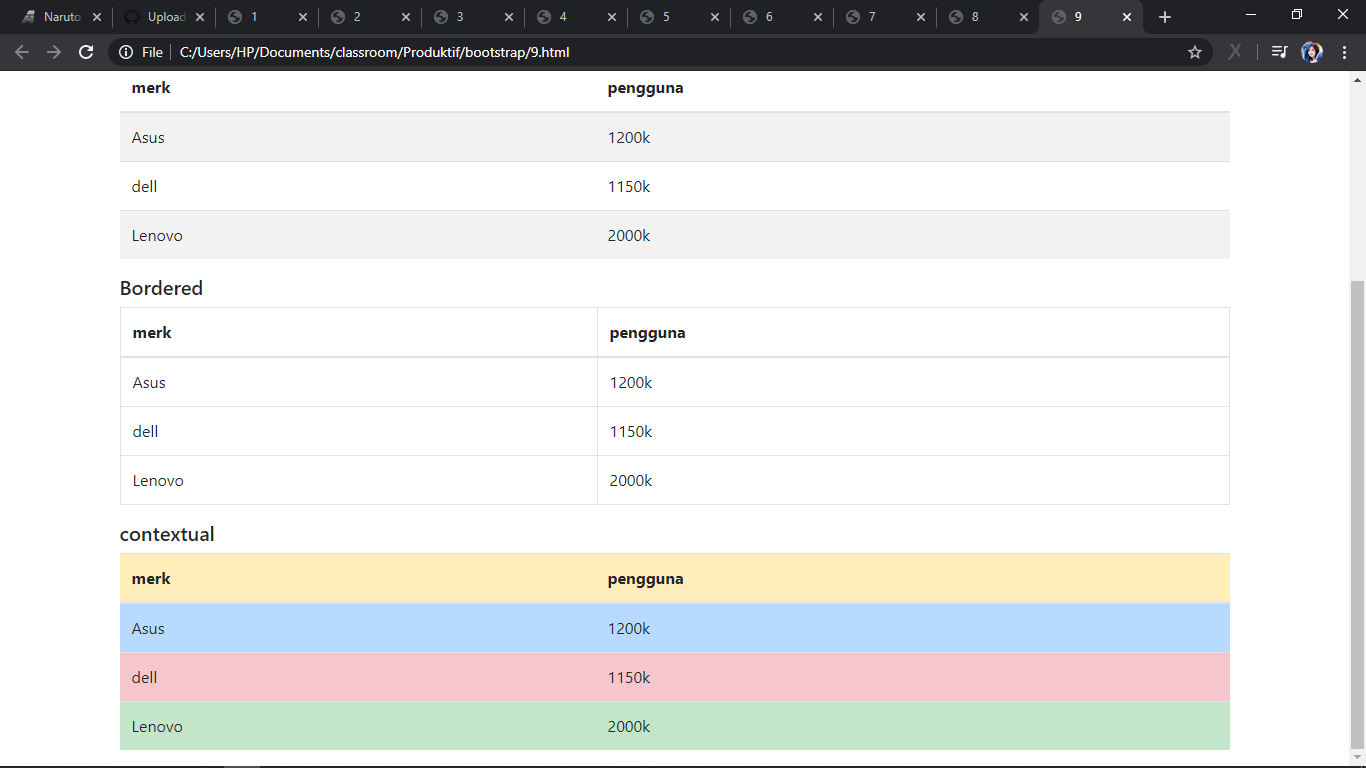 Naruto Upload 1 2 3 4 5 6 7 8 9
File C:/Users/HP/Documents/classroom/Produktif/bootstrap/9.html
merk pengguna
Asus 1200k
dell 1150k
Lenovo 2000k
Bordered
merk pengguna
Asus 1200k
dell 1150k
Lenovo 2000k
contextual
merk pengguna
Asus 1200k
dell 1150k
Lenovo 2000k